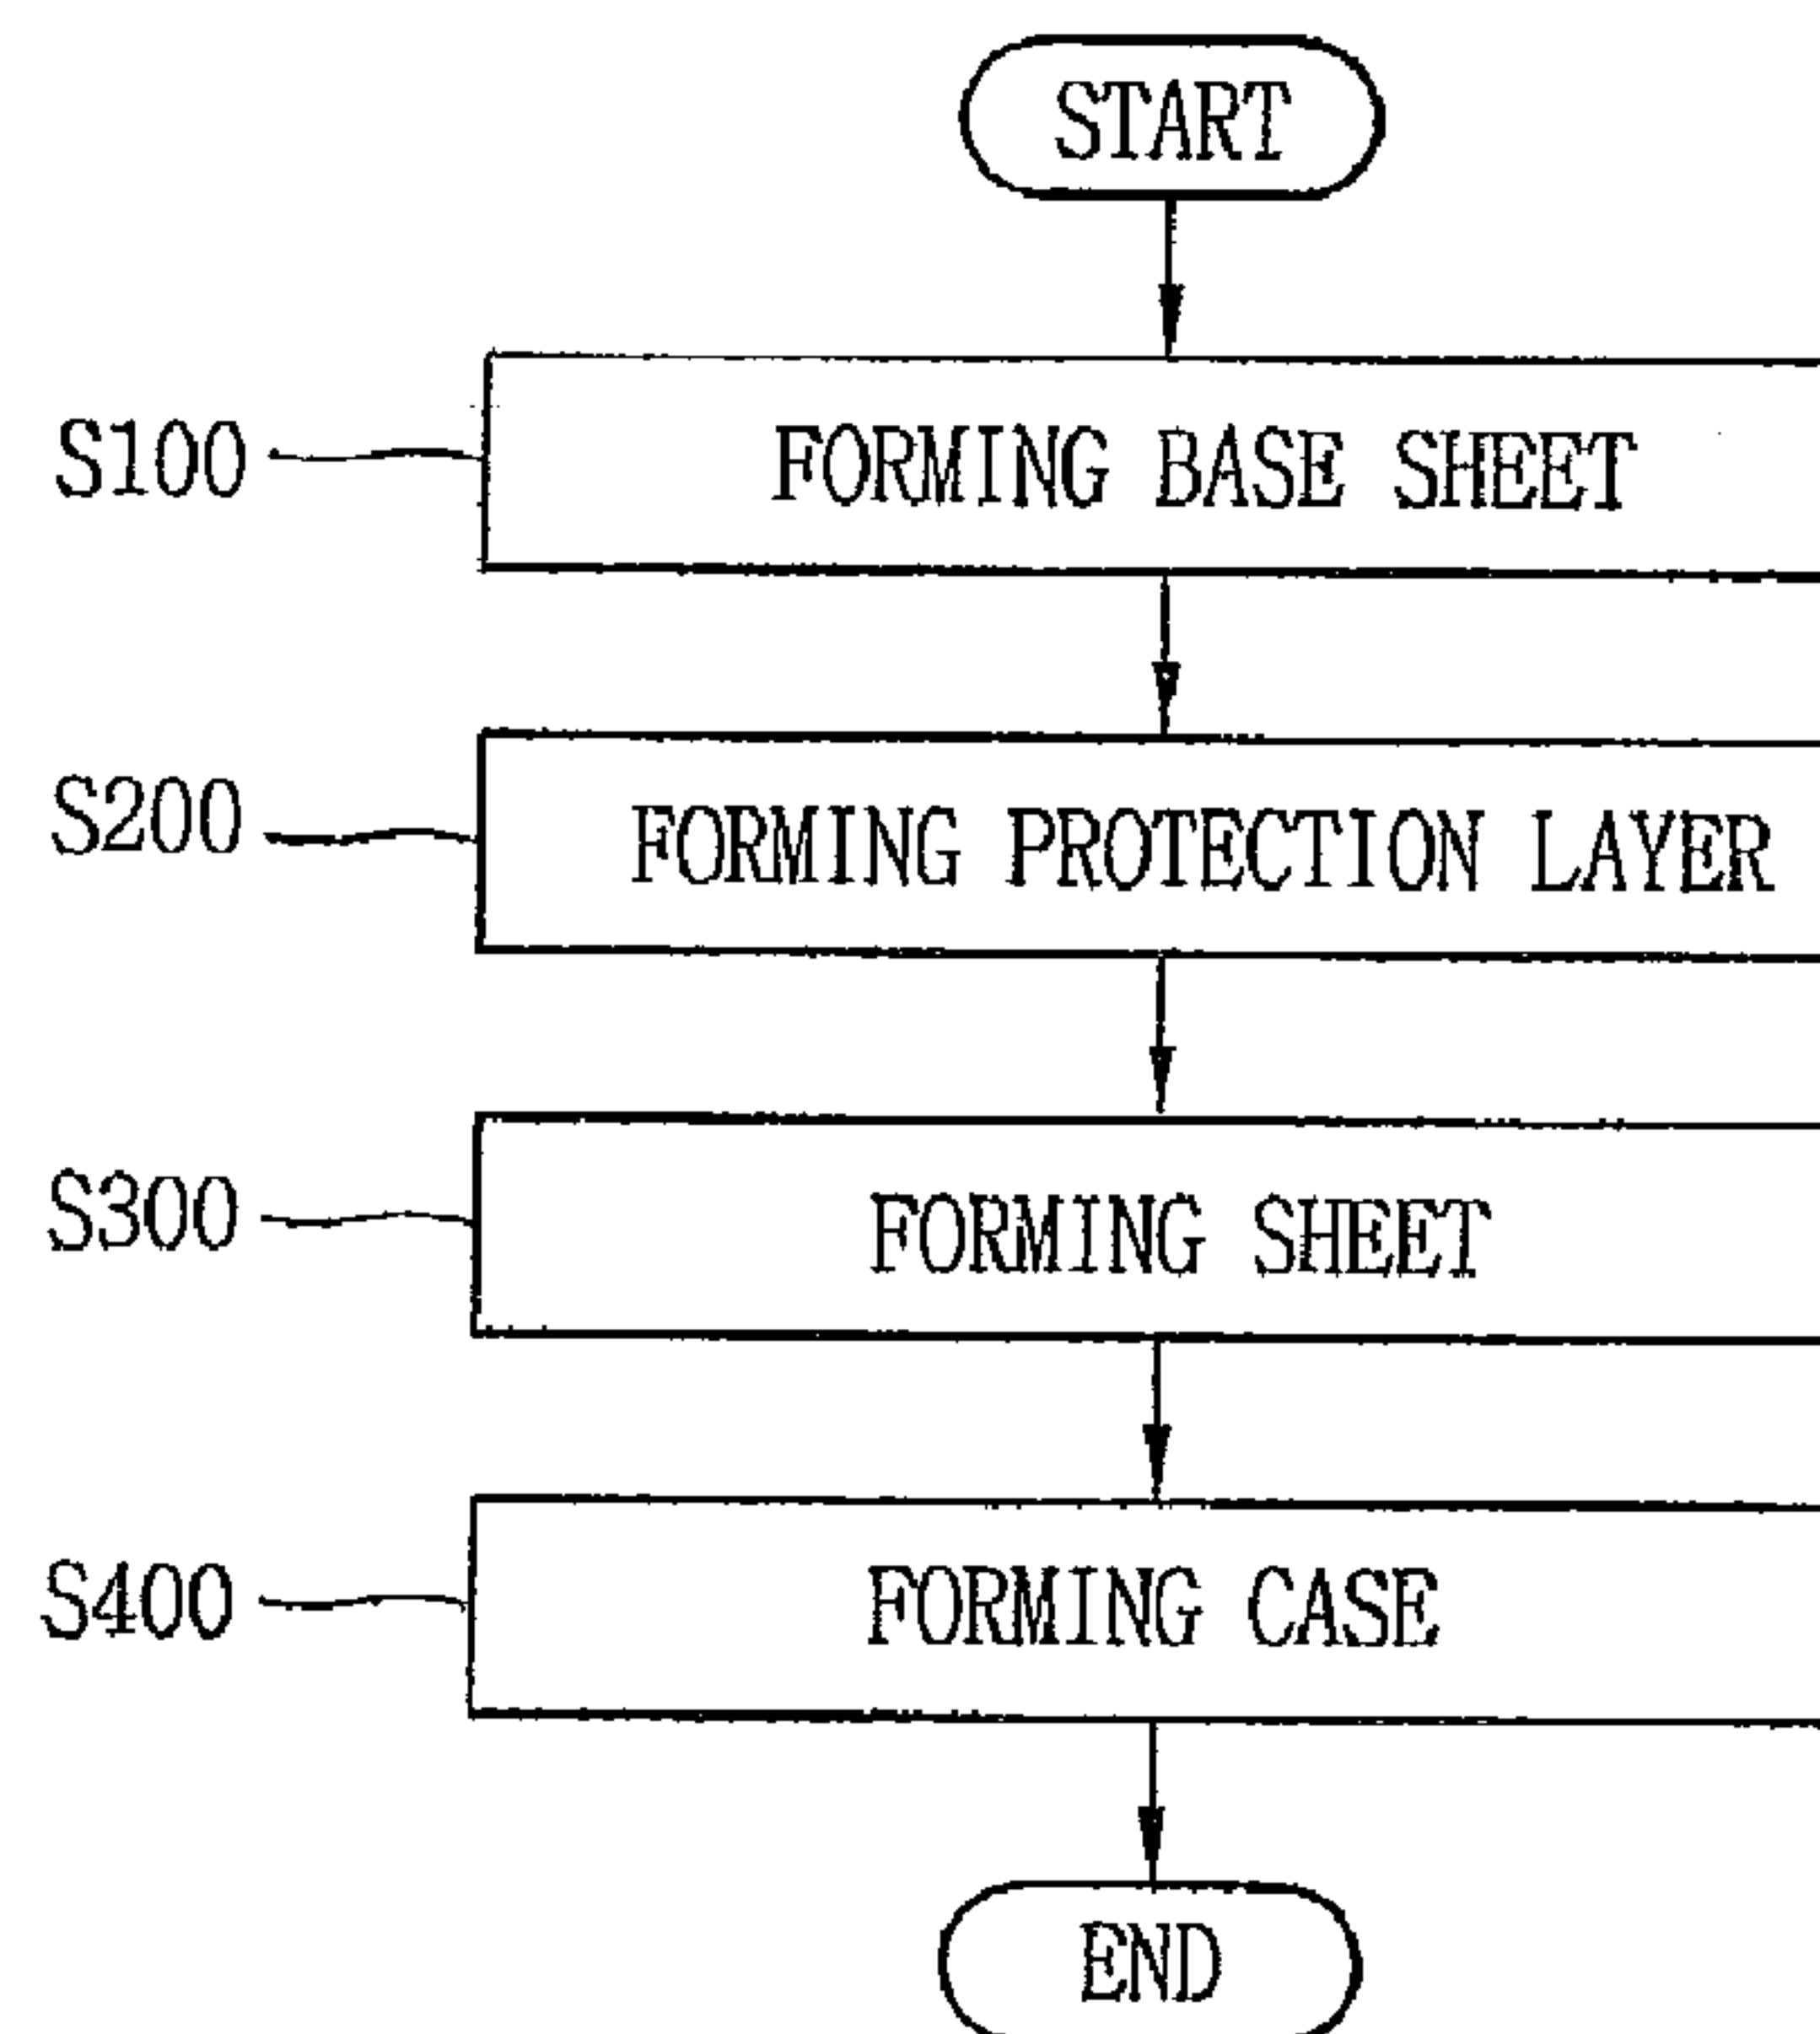 START
S100
FORMING BASE SHEET
S200
FORMING PROTECTION LAYER
S300
FORMING SHEET
S400
FORMING CASE
END